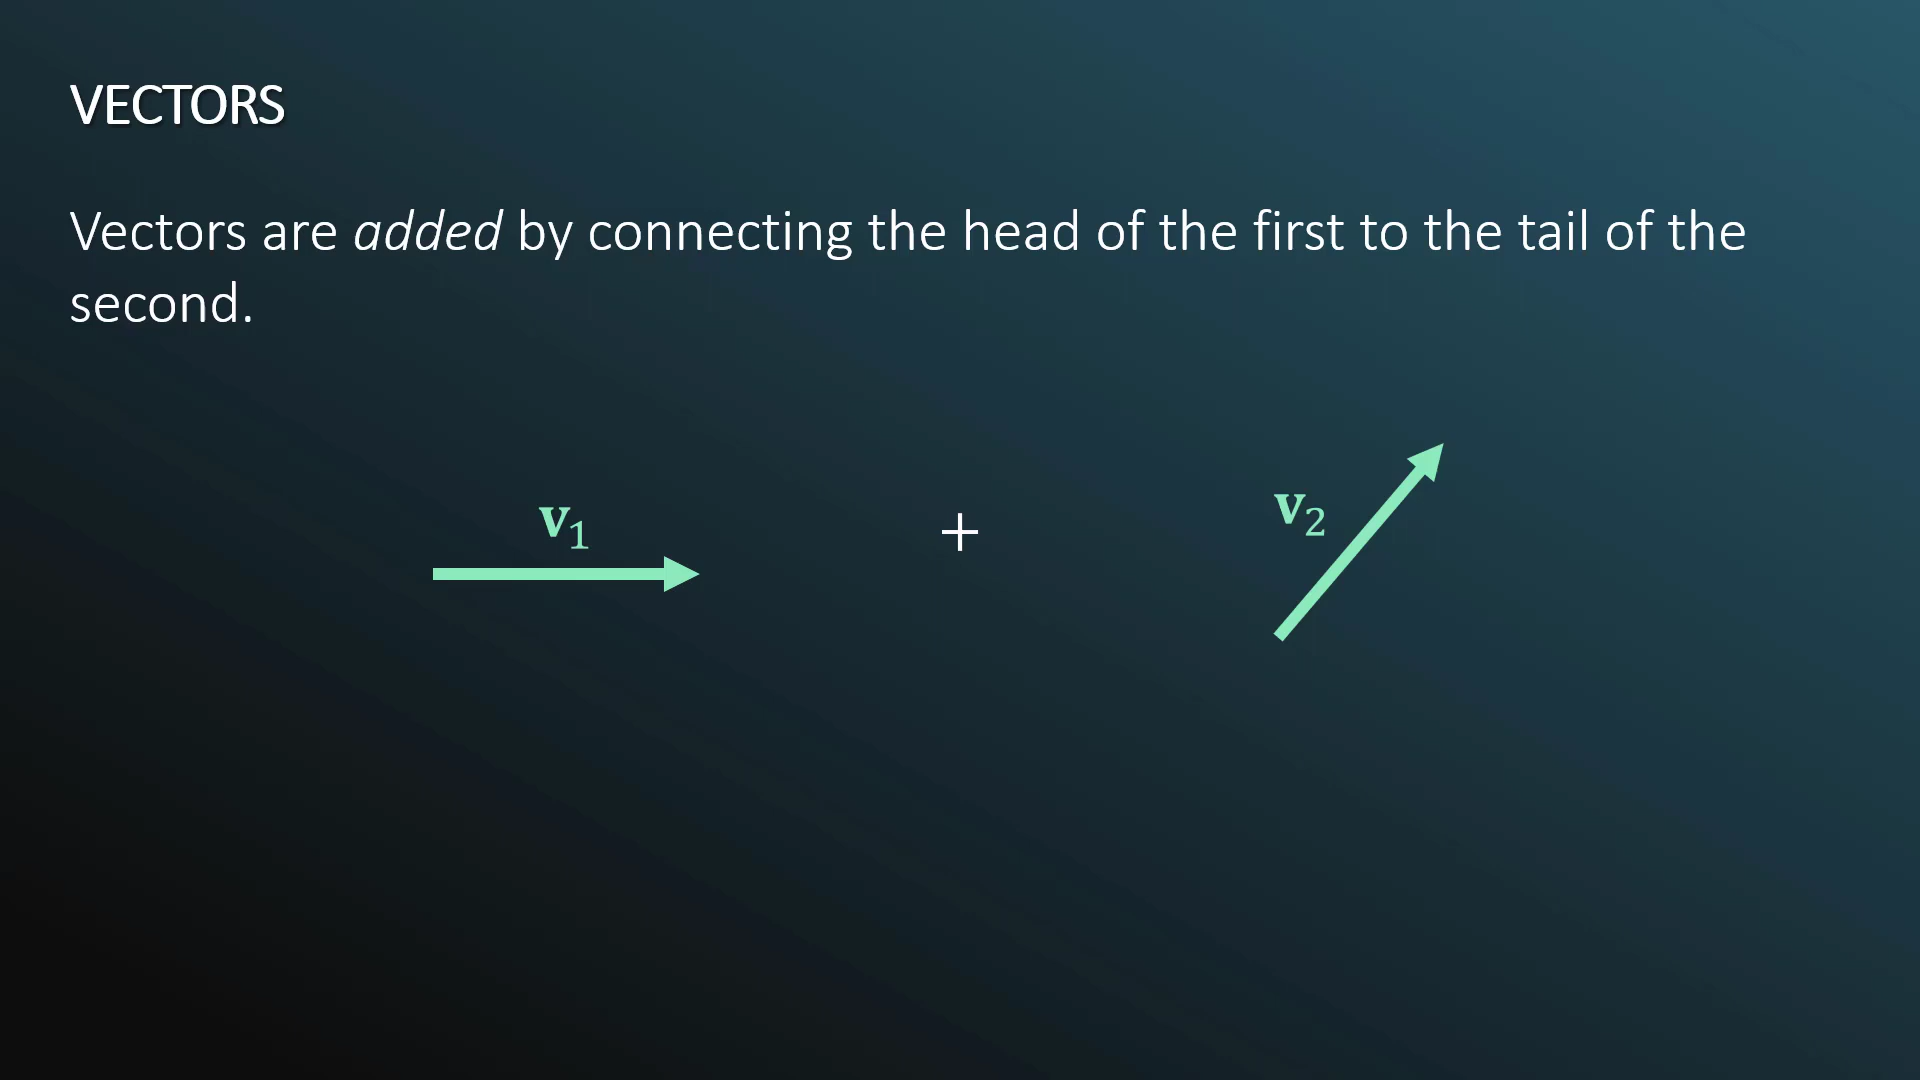 VECTORS
Vectors are added by connecting the head of the first to the tail of the
second.
𝐯₁
+
𝐯₂